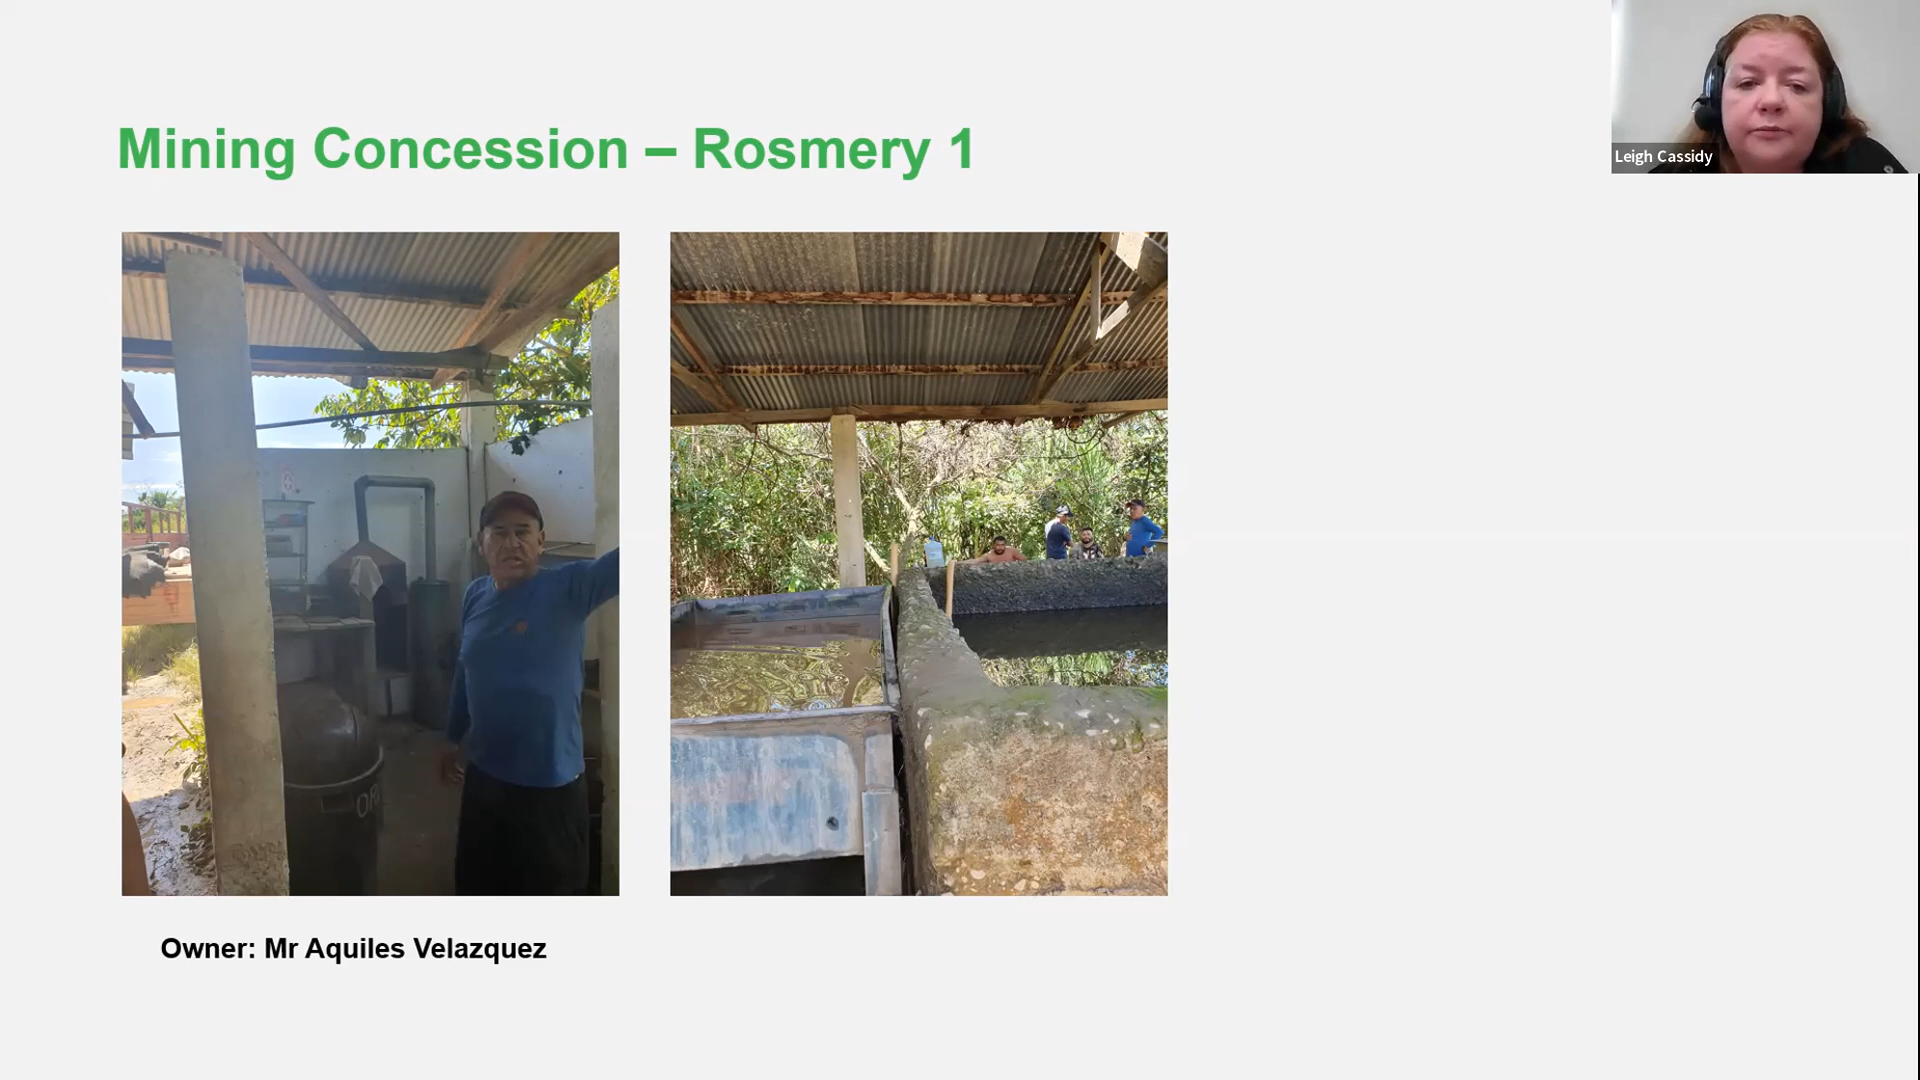 Mining Concession – Rosmery 1
Leigh Cassidy
Owner: Mr Aquiles Velazquez